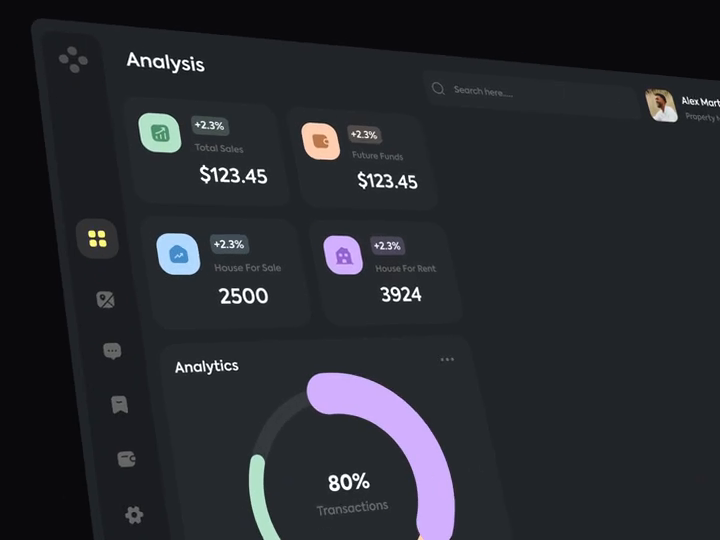 Analysis
Search here....
Alex Mart
Property
+2.3%
Total Sales
$123.45
+2.3%
Future Funds
$123.45
+2.3%
House For Sale
2500
+2.3%
House For Rent
3924
Analytics
80%
Transactions